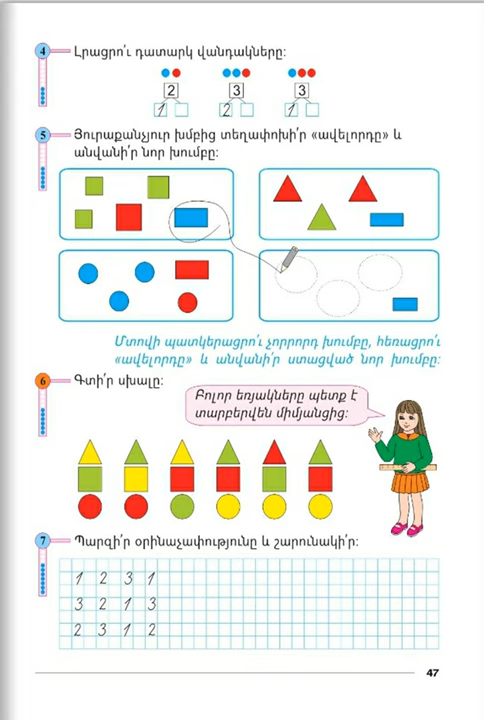 4 Լրացրո՛ւ դատարկ վանդակները:
2 3 3
1 2 1
5 Յուրաքանչյուր խմբից տեղափոխի՛ր «ավելորդը» և
անվանի՛ր նոր խումբը:
Մտովի պատկերացրո՛ւ չորրորդ խումբը, հեռացրո՛ւ
«ավելորդը» և անվանի՛ր ստացված նոր խումբը:
6 Գտի՛ր սխալը:
Բոլոր եռյակները պետք է
տարբերվեն միմյանցից:
7 Պարզի՛ր օրինաչափությունը և շարունակի՛ր:
1 2 3 1
3 2 1 3
2 3 1 2
47